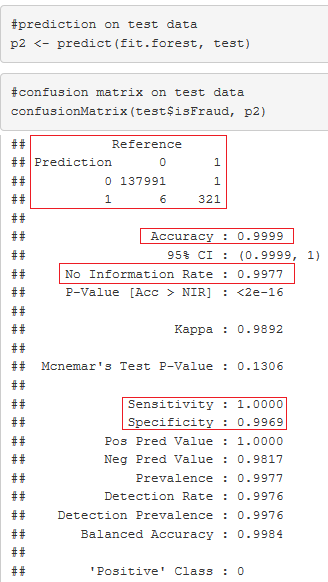 #prediction on test data
p2 <- predict(fit.forest, test)
#confusion matrix on test data
confusionMatrix(test$isFraud, p2)
##           Reference
## Prediction      0      1
##          0 137991      1
##          1      6    321
##
##                Accuracy : 0.9999
##                  95% CI : (0.9999, 1)
##     No Information Rate : 0.9977
##     P-Value [Acc > NIR] : <2e-16
##
##                   Kappa : 0.9892
##
##  Mcnemar's Test P-Value : 0.1306
##
##             Sensitivity : 1.0000
##             Specificity : 0.9969
##          Pos Pred Value : 1.0000
##          Neg Pred Value : 0.9817
##              Prevalence : 0.9977
##          Detection Rate : 0.9976
##    Detection Prevalence : 0.9976
##       Balanced Accuracy : 0.9984
##
##        'Positive' Class : 0